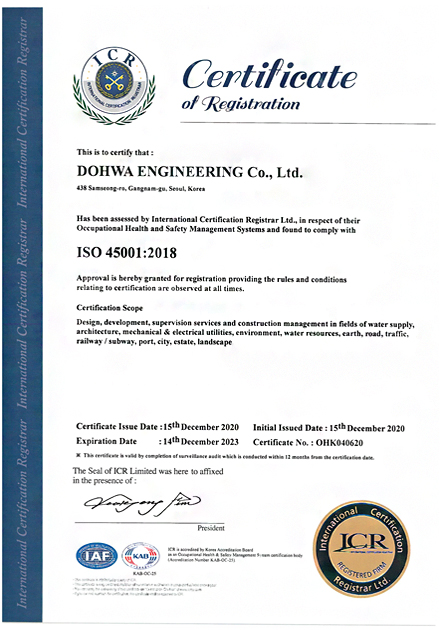 ICR
INTERNATIONAL CERTIFICATION REGISTRAR
Certificate
of Registration
This is to certify that :
DOHWA ENGINEERING Co., Ltd.
438 Samseong-ro, Gangnam-gu, Seoul, Korea
Has been assessed by International Certification Registrar Ltd., in respect of their
Occupational Health and Safety Management Systems and found to comply with
ISO 45001:2018
Approval is hereby granted for registration providing the rules and conditions
relating to certification are observed at all times.
Certification Scope
Design, development, supervision services and construction management in fields of water supply,
architecture, mechanical & electrical utilities, environment, water resources, earth, road, traffic,
railway / subway, port, city, estate, landscape
Certificate Issue Date : 15th December 2020 Initial Issued Date : 15th December 2020
Expiration Date : 14th December 2023 Certificate No. : OHK040620
※ This certificate is valid by completion of surveillance audit which is conducted within 12 months from the certification date.
The Seal of ICR Limited was here to affixed
in the presence of :
President
IAF
KAB
KAB-OC-25
ICR is accredited by Korea Accreditation Board
as an Occupational Health & Safety Management System certification body.
(Accreditation Number KAB-OC-25)
International Certification
ICR
REGISTERED FIRM
Registrar Ltd.
International Certification Registrar International Certification Registrar International Certification Registrar International Certification Registrar